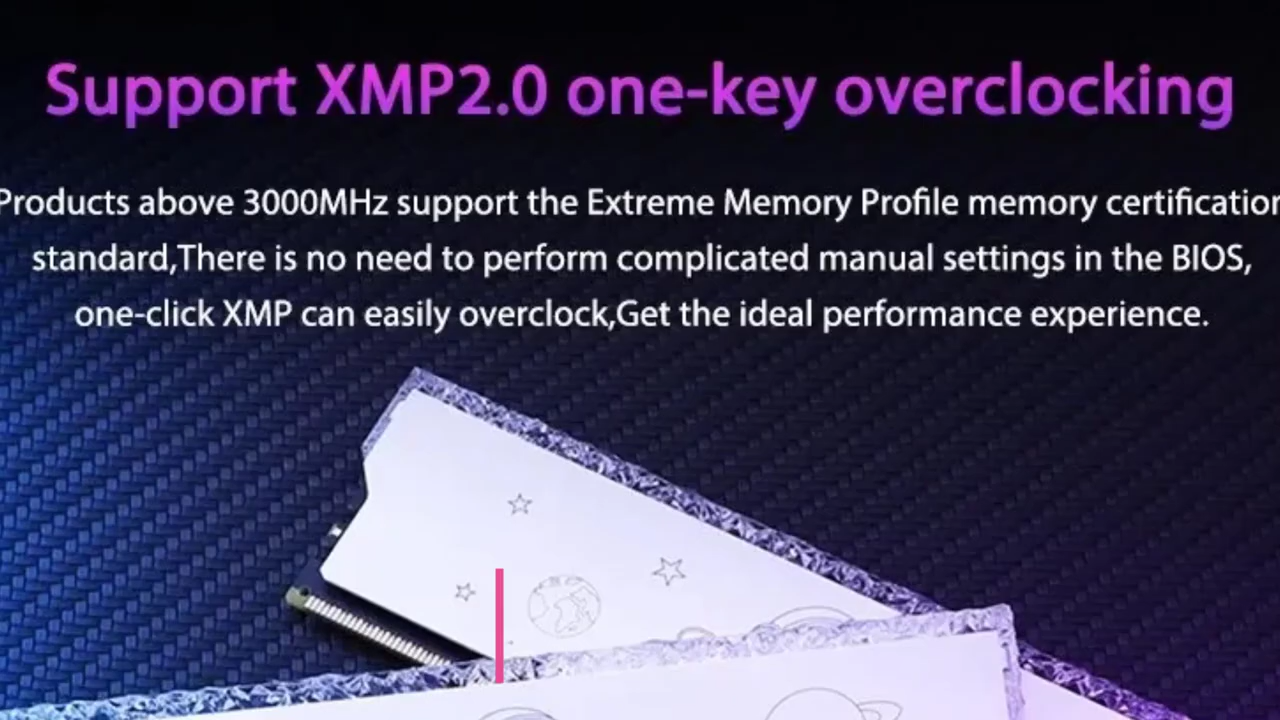 Support XMP2.0 one-key overclocking
Products above 3000MHz support the Extreme Memory Profile memory certification
standard,There is no need to perform complicated manual settings in the BIOS,
one-click XMP can easily overclock,Get the ideal performance experience.